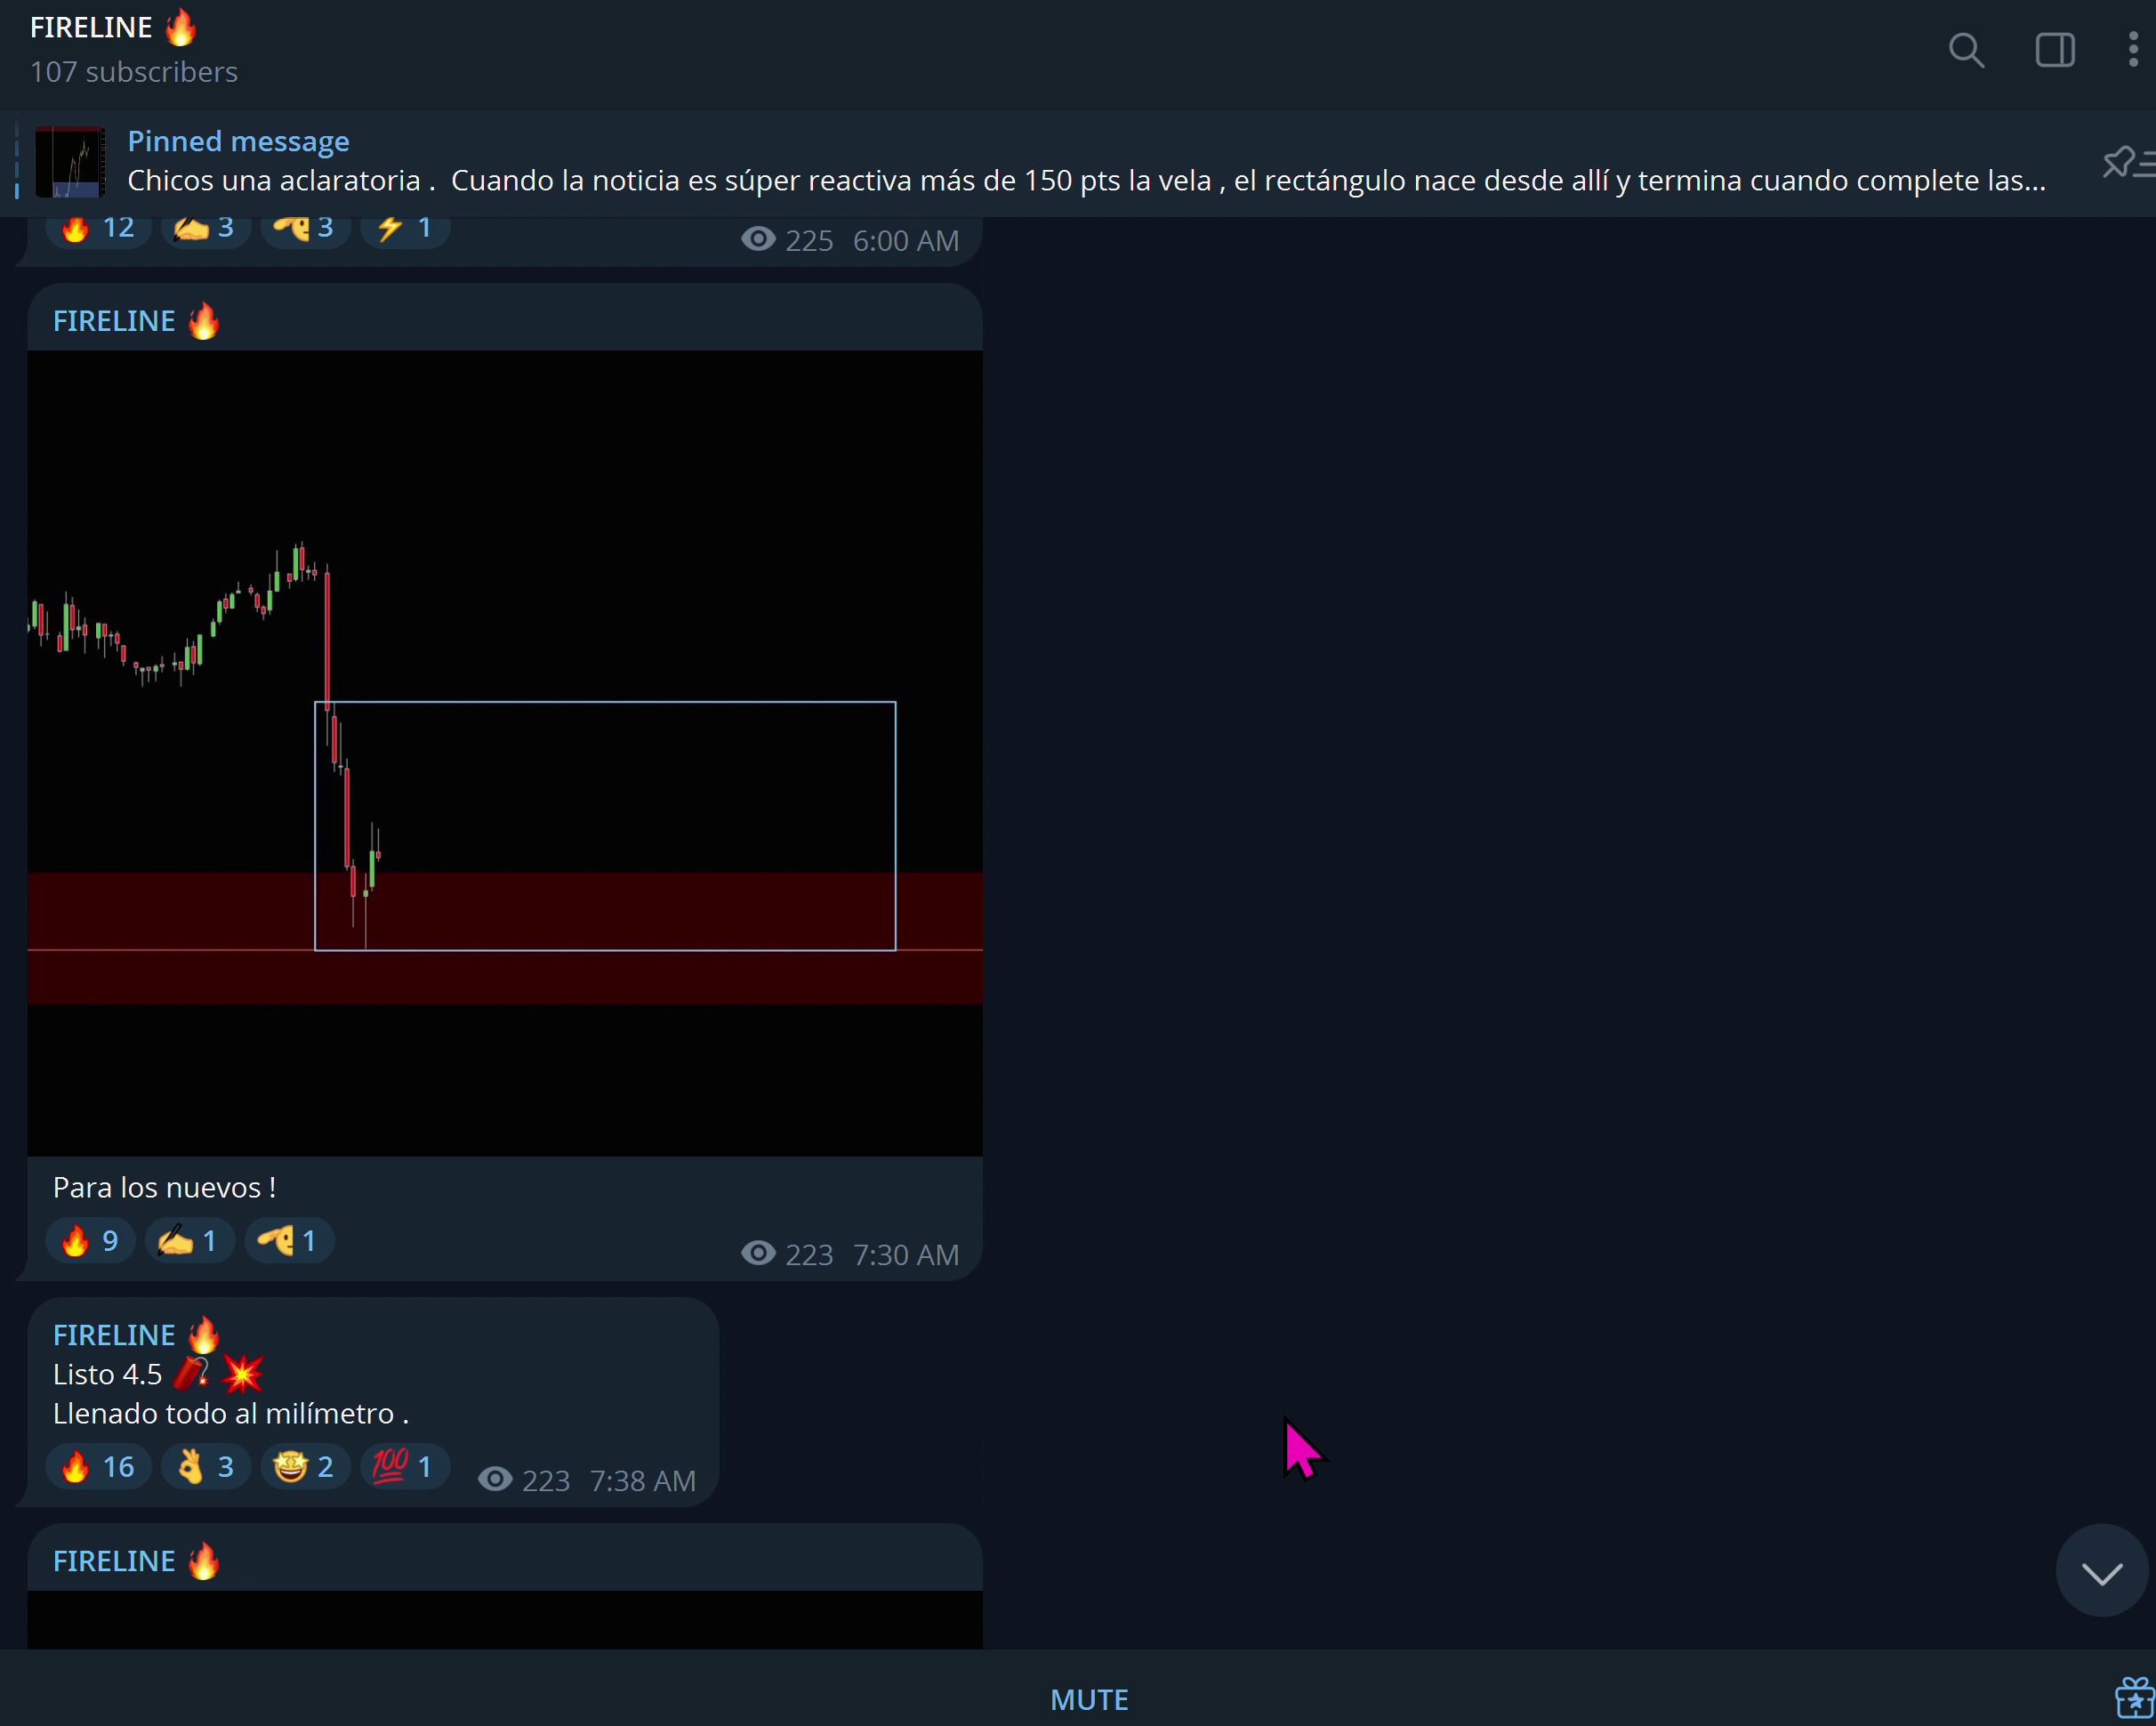 FIRELINE 🔥
107 subscribers
Pinned message
Chicos una aclaratoria .  Cuando la noticia es súper reactiva más de 150 pts la vela , el rectángulo nace desde allí y termina cuando complete las...
🔥 12 ✍️ 3 🫡 3 ⚡ 1 225 6:00 AM
FIRELINE 🔥
Para los nuevos !
🔥 9 ✍️ 1 🫡 1 223 7:30 AM
FIRELINE 🔥
Listo 4.5 🧨 💥
Llenado todo al milímetro .
🔥 16 👌 3 🤩 2 💯 1 223 7:38 AM
FIRELINE 🔥
MUTE